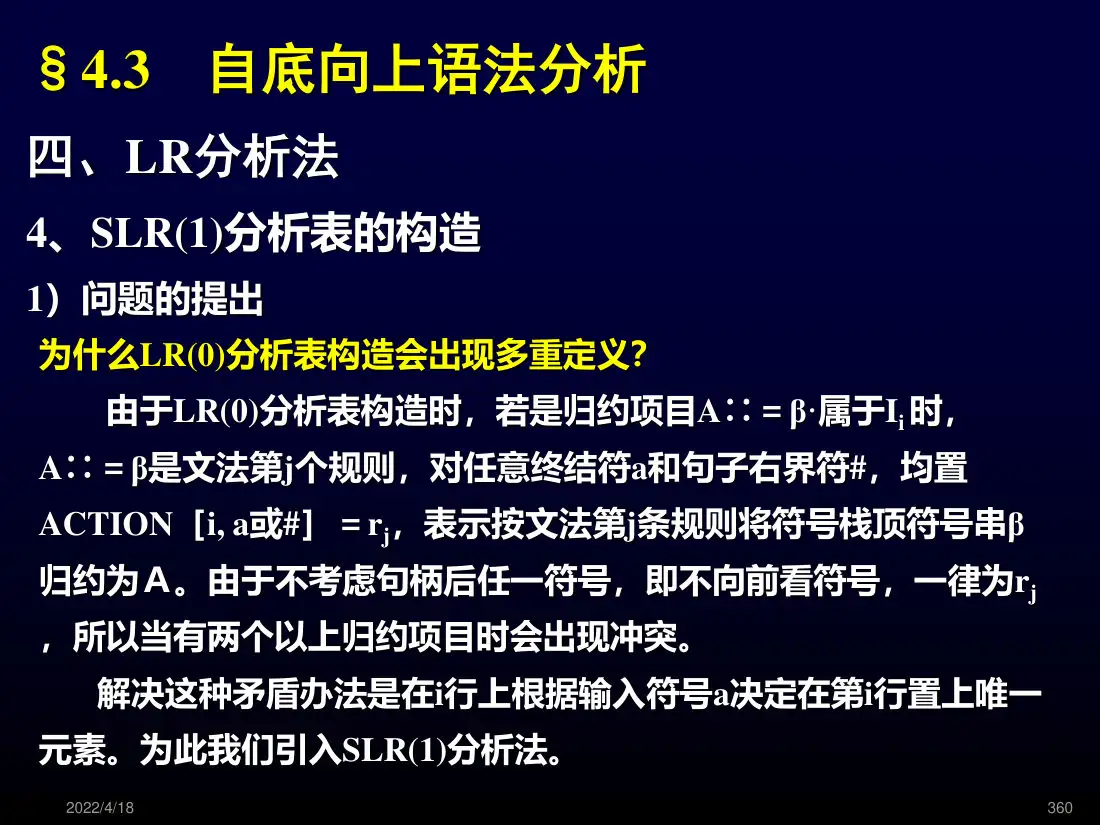 §4.3 自底向上语法分析
四、LR分析法
4、SLR(1)分析表的构造
1）问题的提出
为什么LR(0)分析表构造会出现多重定义？
由于LR(0)分析表构造时，若是归约项目A∷＝β·属于Ii 时，
A∷＝β是文法第j个规则，对任意终结符a和句子右界符#，均置
ACTION［i, a或#］＝rj，表示按文法第j条规则将符号栈顶符号串β
归约为Ａ。由于不考虑句柄后任一符号，即不向前看符号，一律为rj
，所以当有两个以上归约项目时会出现冲突。
解决这种矛盾办法是在i行上根据输入符号a决定在第i行置上唯一
元素。为此我们引入SLR(1)分析法。
2022/4/18
360